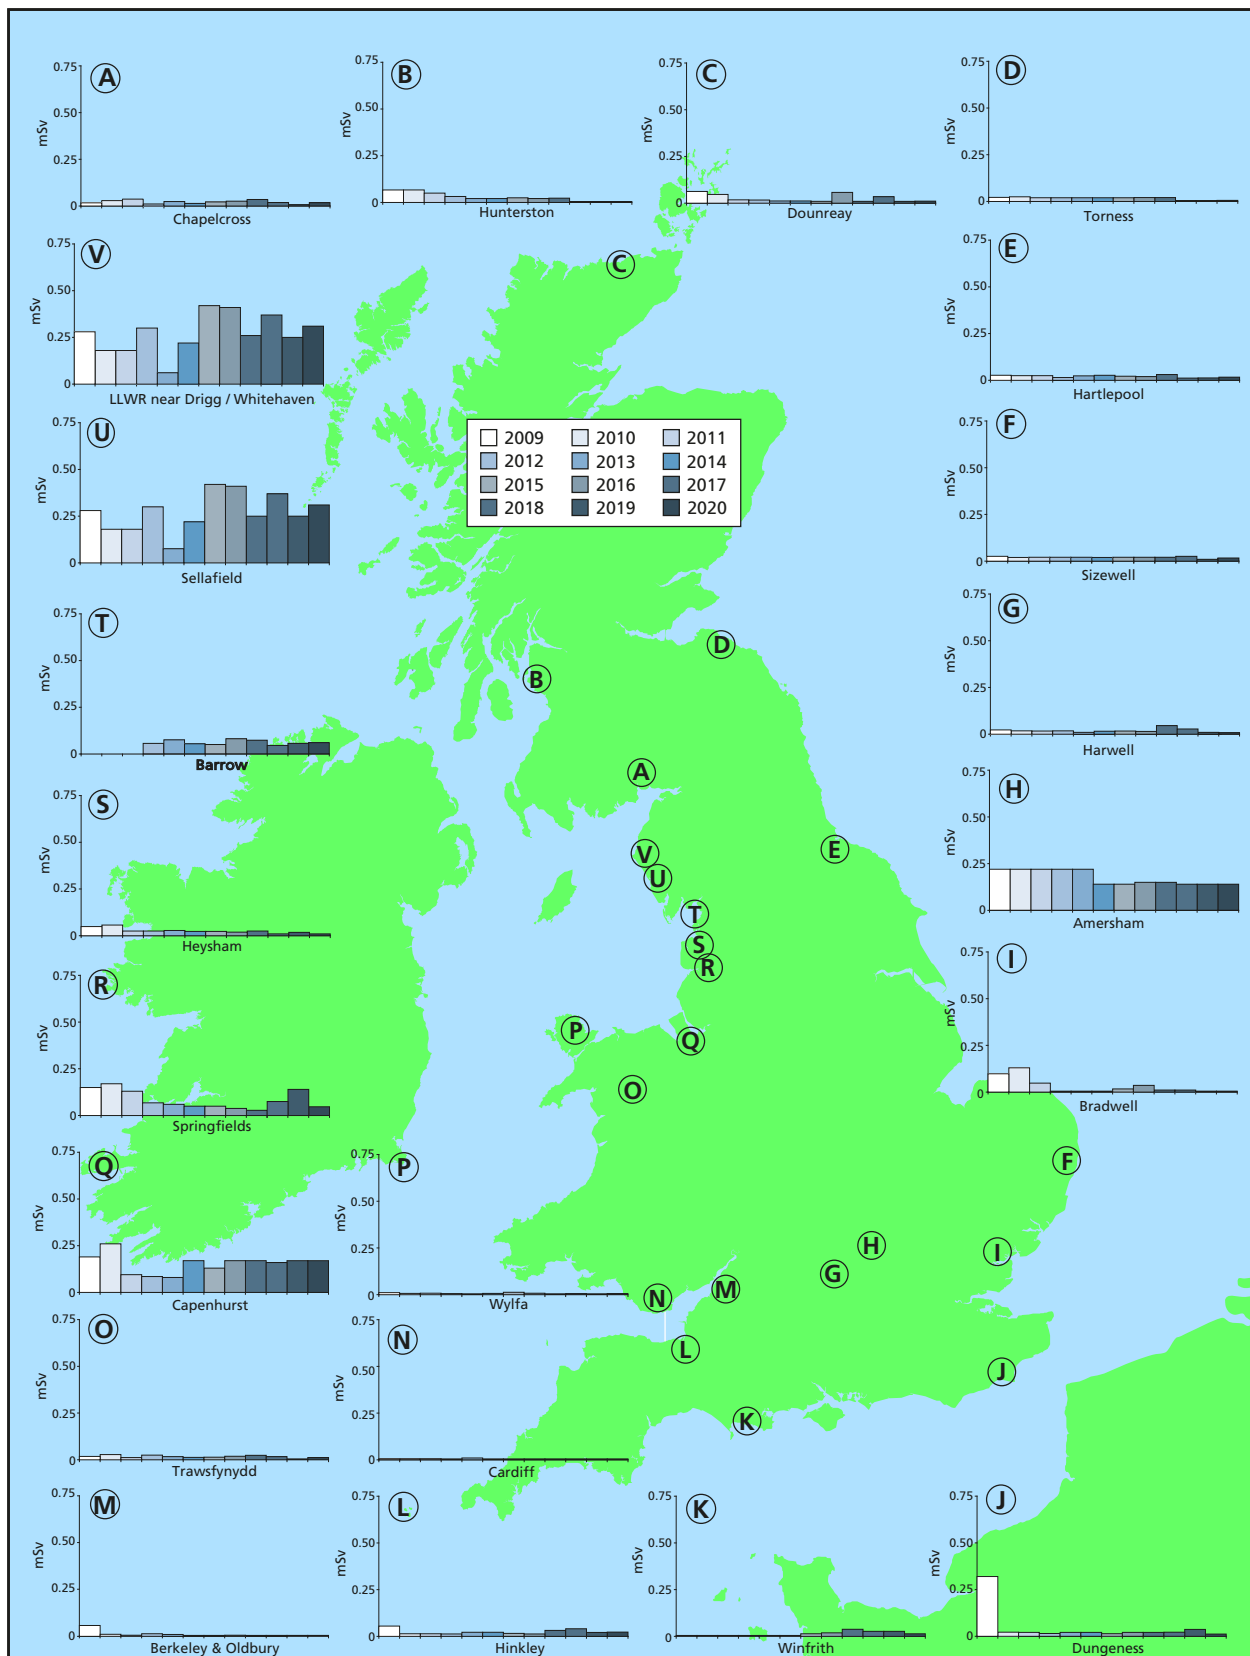 A
0.75
0.50
0.25
0
mSv
Chapelcross
B
0.75
0.50
0.25
0
mSv
Hunterston
C
0.75
0.50
0.25
0
mSv
Dounreay
D
0.75
0.50
0.25
0
mSv
Torness
V
0.75
0.50
0.25
0
mSv
LLWR near Drigg / Whitehaven
E
0.75
0.50
0.25
0
mSv
Hartlepool
U
0.75
0.50
0.25
0
mSv
Sellafield
2009 2010 2011
2012 2013 2014
2015 2016 2017
2018 2019 2020
F
0.75
0.50
0.25
0
mSv
Sizewell
T
0.75
0.50
0.25
0
mSv
Barrow
G
0.75
0.50
0.25
0
mSv
Harwell
S
0.75
0.50
0.25
0
mSv
Heysham
H
0.75
0.50
0.25
0
mSv
Amersham
R
0.75
0.50
0.25
0
mSv
Springfields
I
0.75
0.50
0.25
0
mSv
Bradwell
Q
0.75
0.50
0.25
0
mSv
Capenhurst
P
0.75
0.50
0.25
0
mSv
Wylfa
O
0.75
0.50
0.25
0
mSv
Trawsfynydd
N
0.75
0.50
0.25
0
mSv
Cardiff
M
0.75
0.50
0.25
0
mSv
Berkeley & Oldbury
L
0.75
0.50
0.25
0
mSv
Hinkley
K
0.75
0.50
0.25
0
mSv
Winfrith
J
0.75
0.50
0.25
0
mSv
Dungeness
C
D
B
A
E
V
U
T
S
R
P
Q
O
F
H
I
G
M
N
L
J
K